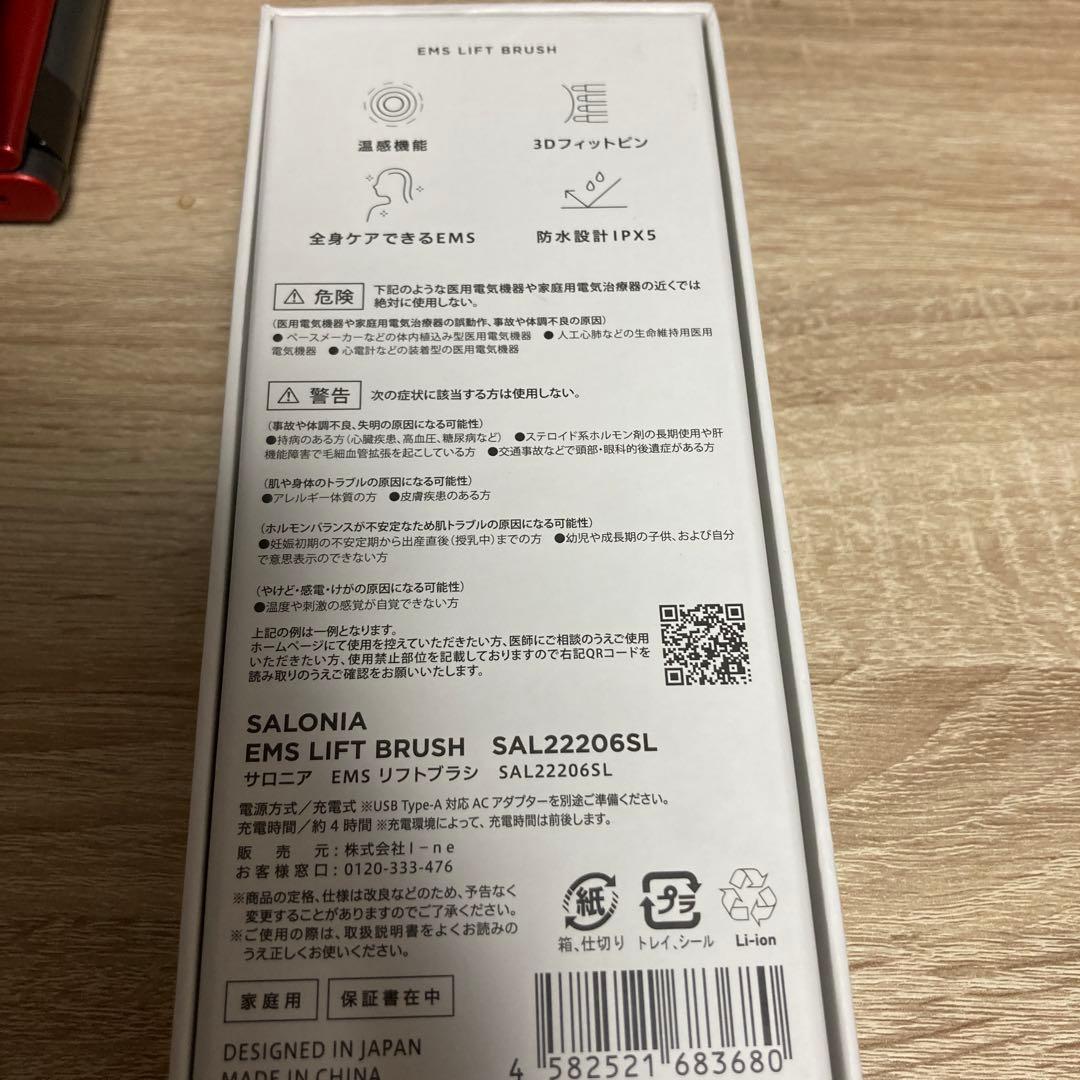 EMS LIFT BRUSH
温感機能
3Dフィットピン
全身ケアできるEMS
防水設計IPX5
危険 下記のような医用電気機器や家庭用電気治療器の近くでは
絶対に使用しない。
(医用電気機器や家庭用電気治療器の誤動作、事故や体調不良の原因)
●ペースメーカーなどの体内植込み型医用電気機器 ●人工心肺などの生命維持用医用
電気機器 ●心電計などの装着型の医用電気機器
警告 次の症状に該当する方は使用しない。
(事故や体調不良、失明の原因になる可能性)
●持病のある方(心臓疾患、高血圧、糖尿病など) ●ステロイド系ホルモン剤の長期使用や肝
機能障害で毛細血管拡張を起こしている方 ●交通事故などで頭部・眼科的後遺症がある方
(肌や身体のトラブルの原因になる可能性)
●アレルギー体質の方 ●皮膚疾患のある方
(ホルモンバランスが不安定なため肌トラブルの原因になる可能性)
●妊娠初期の不安定期から出産直後(授乳中)までの方 ●幼児や成長期の子供、および自分
で意思表示のできない方
(やけど・感電・けがの原因になる可能性)
●温度や刺激の感覚が自覚できない方
上記の例は一例となります。
ホームページにて使用を控えていただきたい方、医師にご相談のうえご使用
いただきたい方、使用禁止部位を記載しておりますので右記QRコードを
読み取りのうえご確認をお願いいたします。
SALONIA
EMS LIFT BRUSH SAL22206SL
サロニア EMS リフトブラシ SAL22206SL
電源方式/充電式 ※USB Type-A 対応 AC アダプターを別途ご準備ください。
充電時間/約4時間 ※充電環境によって、充電時間は前後します。
販売元:株式会社I-ne
お客様窓口:0120-333-476
※商品の定格、仕様は改良などのため、予告なく
変更することがありますのでご了承ください。
※ご使用の際は、取扱説明書をよくお読みの
うえ正しくお使いください。
紙
箱、仕切り
プラ
トレイ、シール
Li-ion
家庭用
保証書在中
DESIGNED IN JAPAN
MADE IN CHINA
4 582521 683680